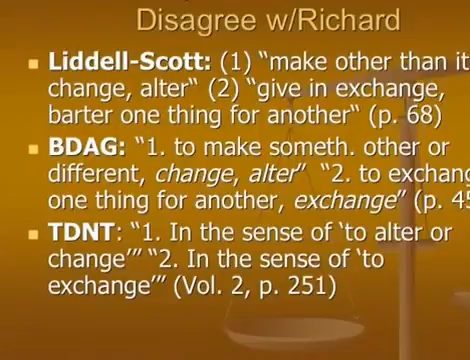 Disagree w/Richard
■ Liddell-Scott: (1) “make other than it
change, alter“ (2) “give in exchange,
barter one thing for another“ (p. 68)
■ BDAG: “1. to make someth. other or
different, change, alter” “2. to exchang
one thing for another, exchange” (p. 45
■ TDNT: “1. In the sense of ‘to alter or
change’” “2. In the sense of ‘to
exchange’” (Vol. 2, p. 251)